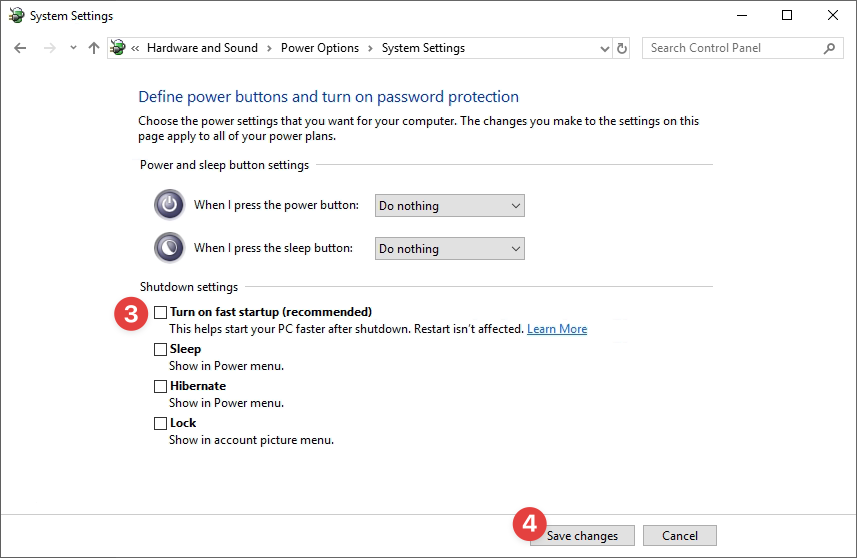 System Settings
« Hardware and Sound > Power Options > System Settings
Search Control Panel
Define power buttons and turn on password protection
Choose the power settings that you want for your computer. The changes you make to the settings on this
page apply to all of your power plans.
Power and sleep button settings
When I press the power button: Do nothing
When I press the sleep button: Do nothing
Shutdown settings
3 Turn on fast startup (recommended)
This helps start your PC faster after shutdown. Restart isn't affected. Learn More
Sleep
Show in Power menu.
Hibernate
Show in Power menu.
Lock
Show in account picture menu.
4 Save changes Cancel